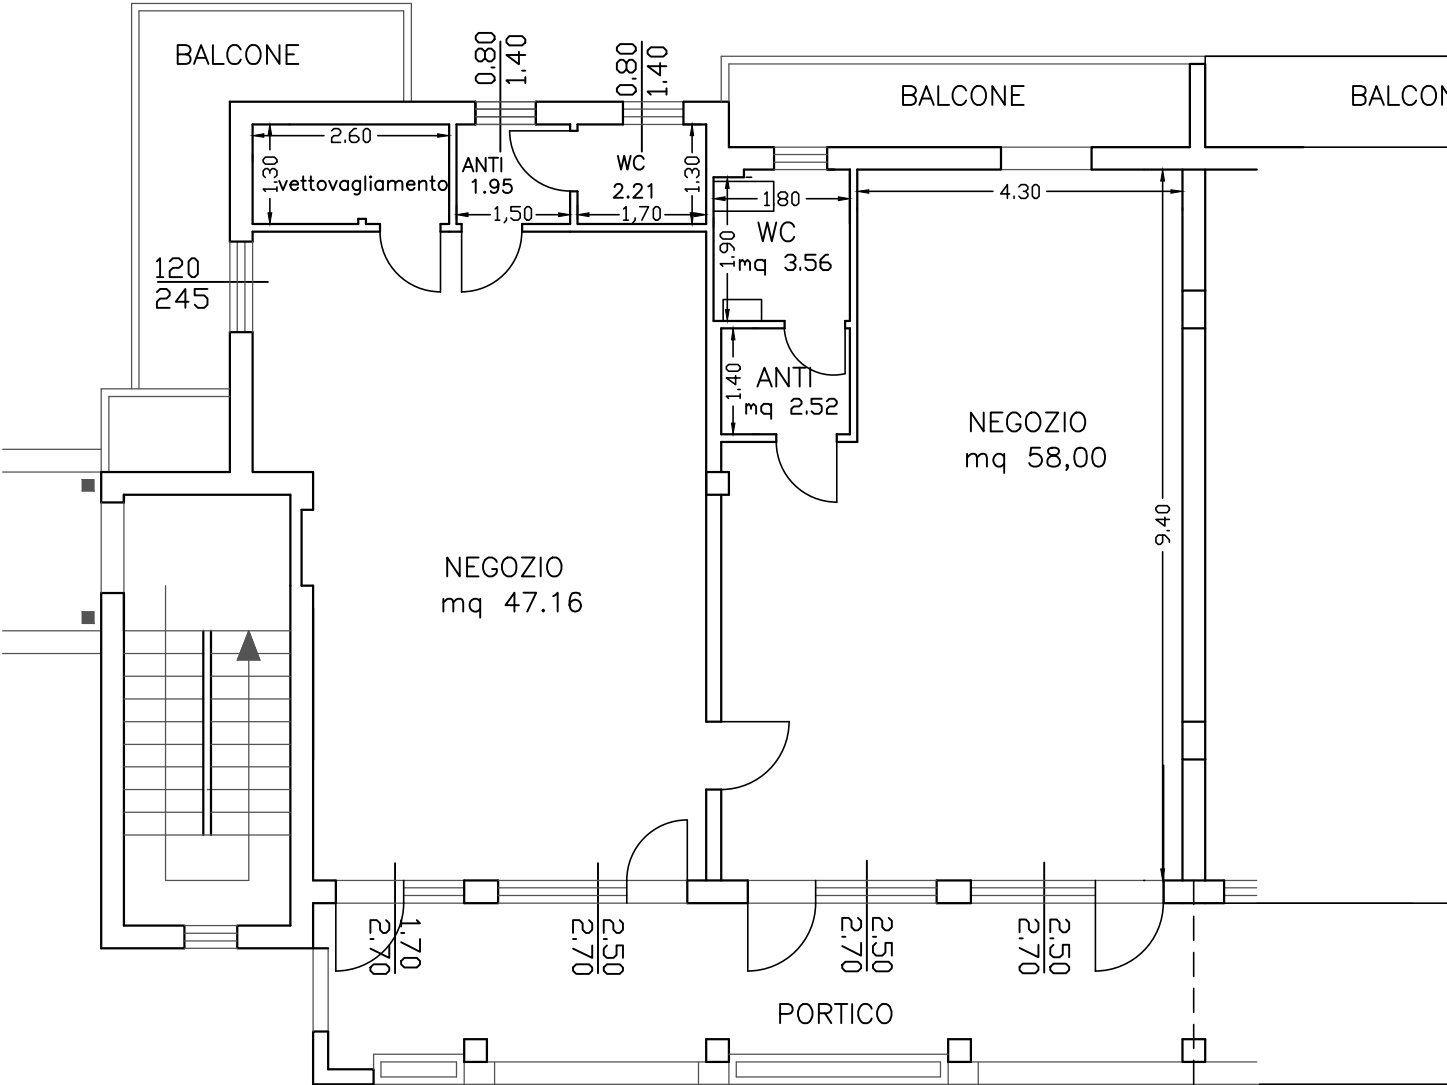 BALCONE
0.80
1.40
0.80
1.40
BALCONE
BALCON
2.60
1.30
vettovagliamento
ANTI
1.95
1,50
WC
2.21
1,70
1.30
1.80
WC
1.90
mq 3.56
4.30
120
245
1.40
ANTI
mq 2.52
NEGOZIO
mq 58,00
9.40
NEGOZIO
mq 47.16
1.70
2.70
2.50
2.70
2.50
2.70
2.50
2.70
PORTICO